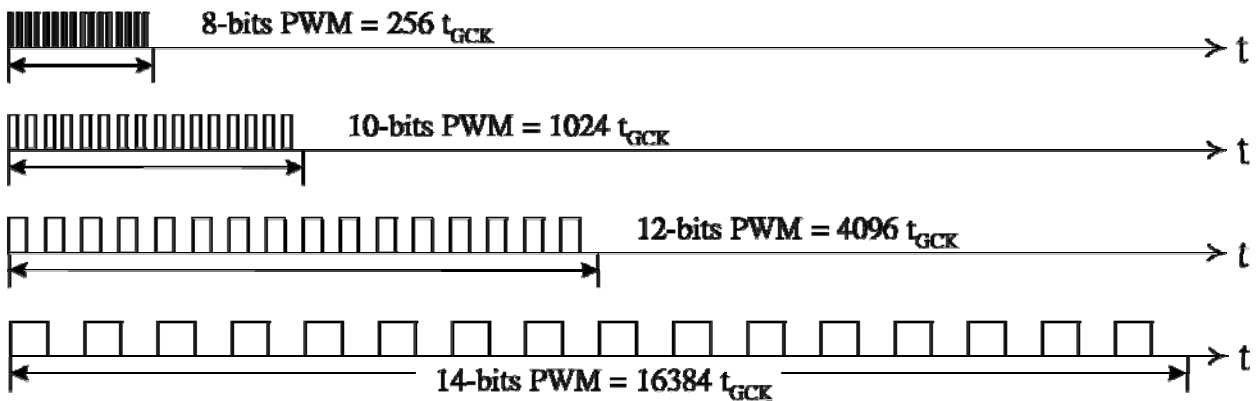 8-bits PWM = 256 tGCK
t
10-bits PWM = 1024 tGCK
t
12-bits PWM = 4096 tGCK
t
t
14-bits PWM = 16384 tGCK